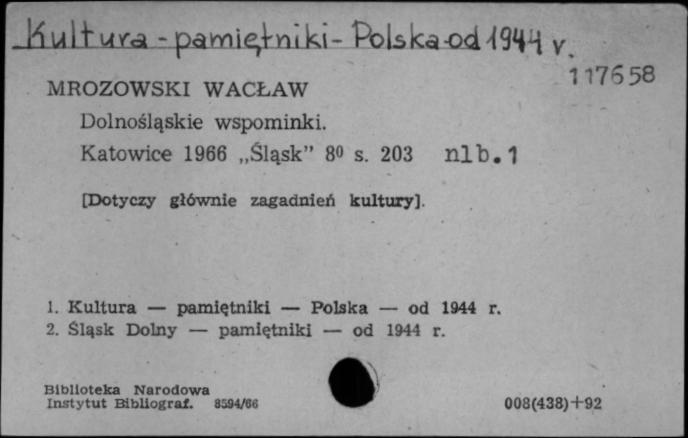 Kultura - pamiętniki - Polska - od 1944 r.
117658
MROZOWSKI WACŁAW
Dolnośląskie wspominki.
Katowice 1966 „Śląsk” 8⁰ s. 203 nlb. 1
[Dotyczy głównie zagadnień kultury].
1. Kultura — pamiętniki — Polska — od 1944 r.
2. Śląsk Dolny — pamiętniki — od 1944 r.
Biblioteka Narodowa
Instytut Bibliograf. 8594/66
008(438)+92